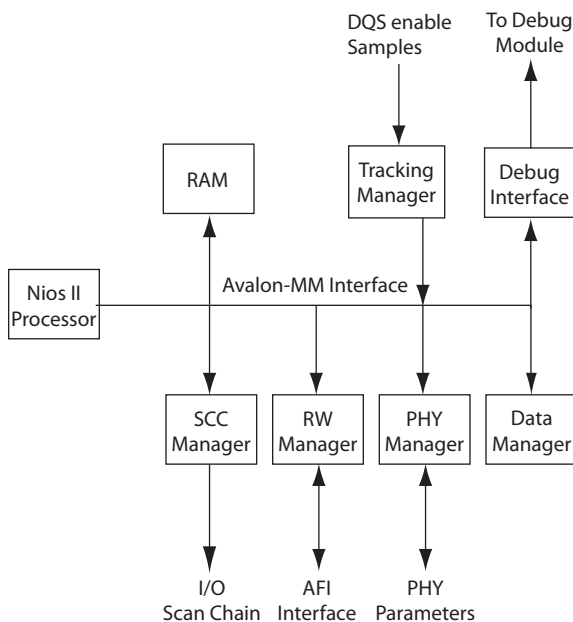 DQS enable
Samples
To Debug
Module
RAM
Tracking
Manager
Debug
Interface
Nios II
Processor
Avalon-MM Interface
SCC
Manager
RW
Manager
PHY
Manager
Data
Manager
I/O
Scan Chain
AFI
Interface
PHY
Parameters